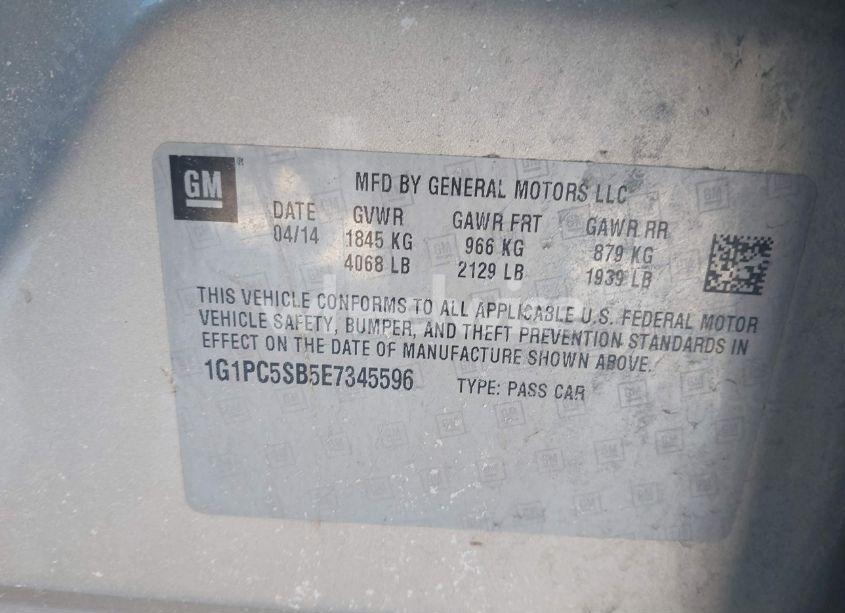 GM
MFD BY GENERAL MOTORS LLC
DATE GVWR GAWR FRT GAWR RR
04/14 1845 KG 966 KG 879 KG
4068 LB 2129 LB 1939 LB
THIS VEHICLE CONFORMS TO ALL APPLICABLE U.S. FEDERAL MOTOR
VEHICLE SAFETY, BUMPER, AND THEFT PREVENTION STANDARDS IN
EFFECT ON THE DATE OF MANUFACTURE SHOWN ABOVE.
1G1PC5SB5E7345596 TYPE: PASS CAR